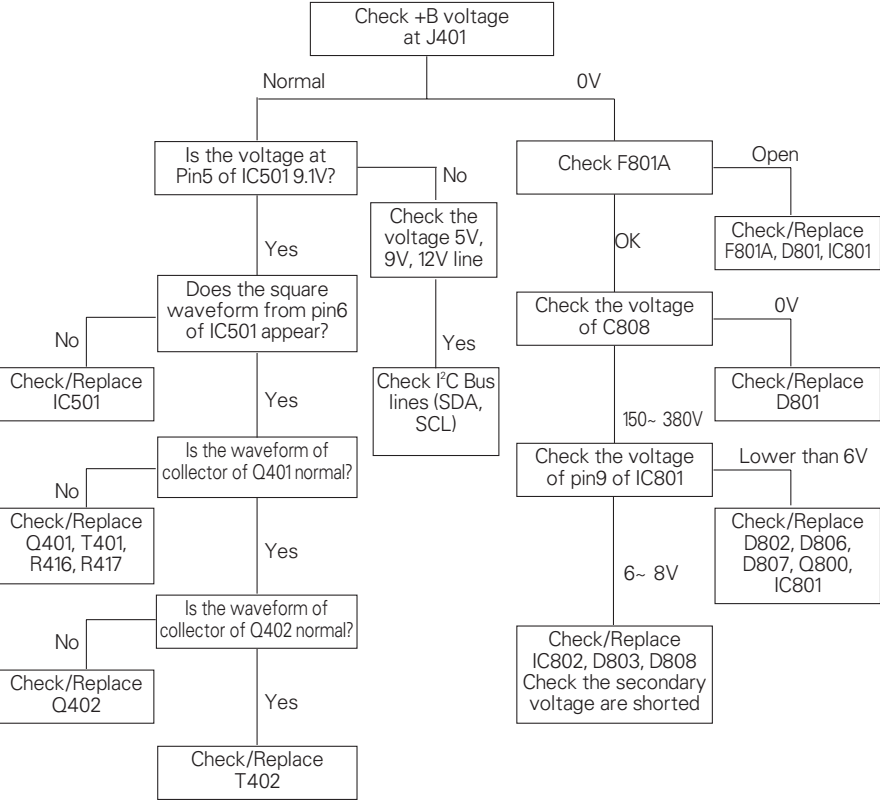 Check +B voltage
at J401
Normal
0V
Is the voltage at
Pin5 of IC501 9.1V?
No
Check the
voltage 5V,
9V, 12V line
Yes
Check I²C Bus
lines (SDA,
SCL)
Yes
Does the square
waveform from pin6
of IC501 appear?
No
Check/Replace
IC501
Yes
Is the waveform of
collector of Q401 normal?
No
Check/Replace
Q401, T401,
R416, R417
Yes
Is the waveform of
collector of Q402 normal?
No
Check/Replace
Q402
Yes
Check/Replace
T402
Check F801A
Open
Check/Replace
F801A, D801, IC801
OK
Check the voltage
of C808
0V
Check/Replace
D801
150~ 380V
Check the voltage
of pin9 of IC801
Lower than 6V
Check/Replace
D802, D806,
D807, Q800,
IC801
6~ 8V
Check/Replace
IC802, D803, D808
Check the secondary
voltage are shorted